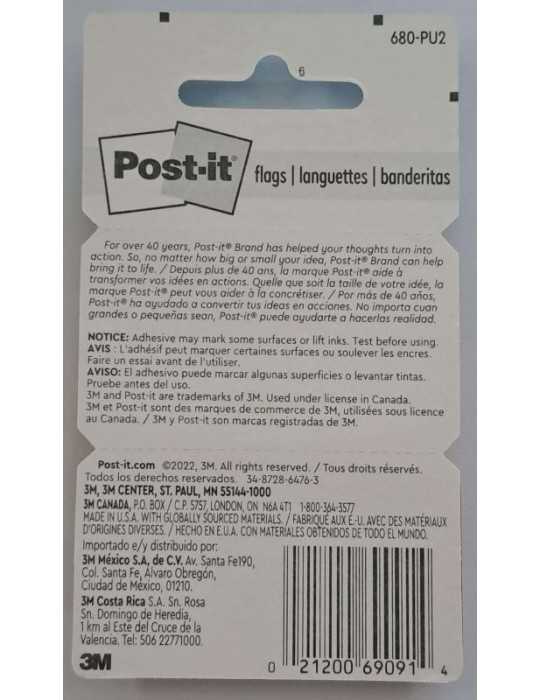 680-PU2
6
Post-it®
flags | languettes | banderitas
For over 40 years, Post-it® Brand has helped your thoughts turn into
action. So, no matter how big or small your idea, Post-it® Brand can help
bring it to life. / Depuis plus de 40 ans, la marque Post-it® aide à
transformer vos idées en actions. Quelle que soit la taille de votre idée, la
marque Post-it® peut vous aider à la concrétiser. / Por más de 40 años,
Post-it® ha ayudado a convertir tus ideas en acciones. No importa cuan
grandes o pequeñas sean, Post-it® puede ayudarte a hacerlas realidad.
NOTICE: Adhesive may mark some surfaces or lift inks. Test before using.
AVIS : L'adhésif peut marquer certaines surfaces ou soulever les encres.
Faire un essai avant de l'utiliser.
AVISO: El adhesivo puede marcar algunas superficies o levantar tintas.
Pruebe antes del uso.
3M and Post-it are trademarks of 3M. Used under license in Canada.
3M et Post-it sont des marques de commerce de 3M, utilisées sous licence
au Canada. / 3M y Post-it son marcas registradas de 3M.
Post-it.com ©2022, 3M. All rights reserved. / Tous droits réservés.
Todos los derechos reservados. 34-8728-6476-3
3M, 3M CENTER, ST. PAUL, MN 55144-1000
3M CANADA, P.O. BOX / C.P. 5757, LONDON, ON N6A 4T1 1-800-364-3577
MADE IN U.S.A. WITH GLOBALLY SOURCED MATERIALS. / FABRIQUÉ AUX É.-U. AVEC DES MATÉRIAUX
D'ORIGINES DIVERSES. / HECHO EN E.U.A. CON MATERIALES OBTENIDOS DE TODO EL MUNDO.
Importado e/y distribuido por:
3M México S.A. de C.V. Av. Santa Fe190,
Col. Santa Fe, Álvaro Obregón,
Ciudad de México, 01210.
3M Costa Rica S.A. Sn. Rosa
Sn. Domingo de Heredia,
1 km al Este del Cruce de la
Valencia. Tel: 506 22771000.
3M
0 21200 69091 4